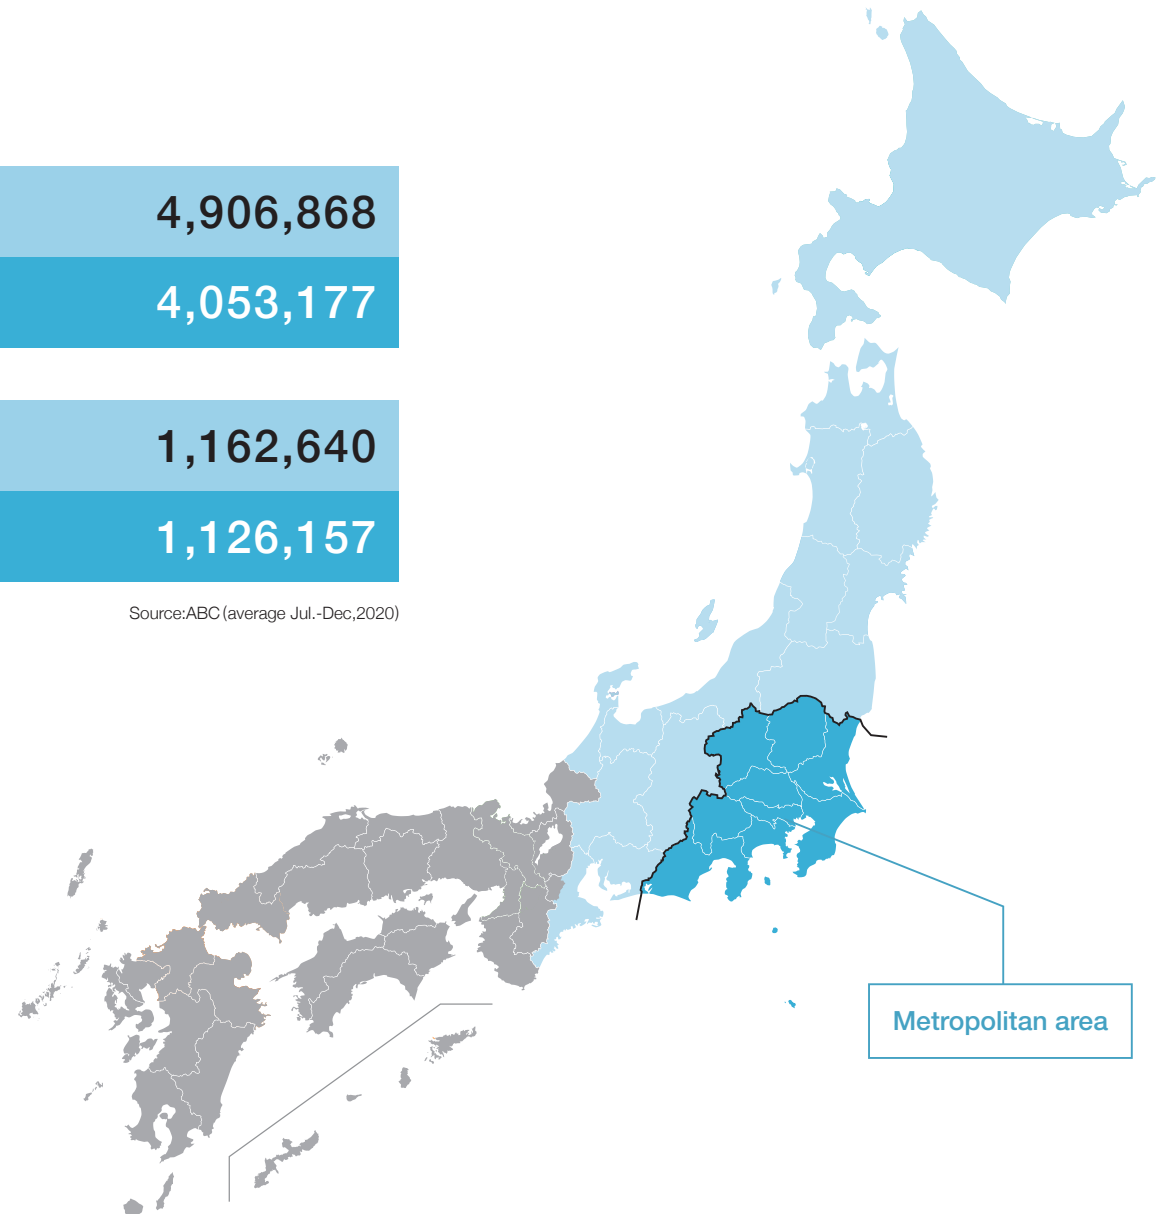 4,906,868
4,053,177
1,162,640
1,126,157
Source:ABC (average Jul.-Dec,2020)
Metropolitan area